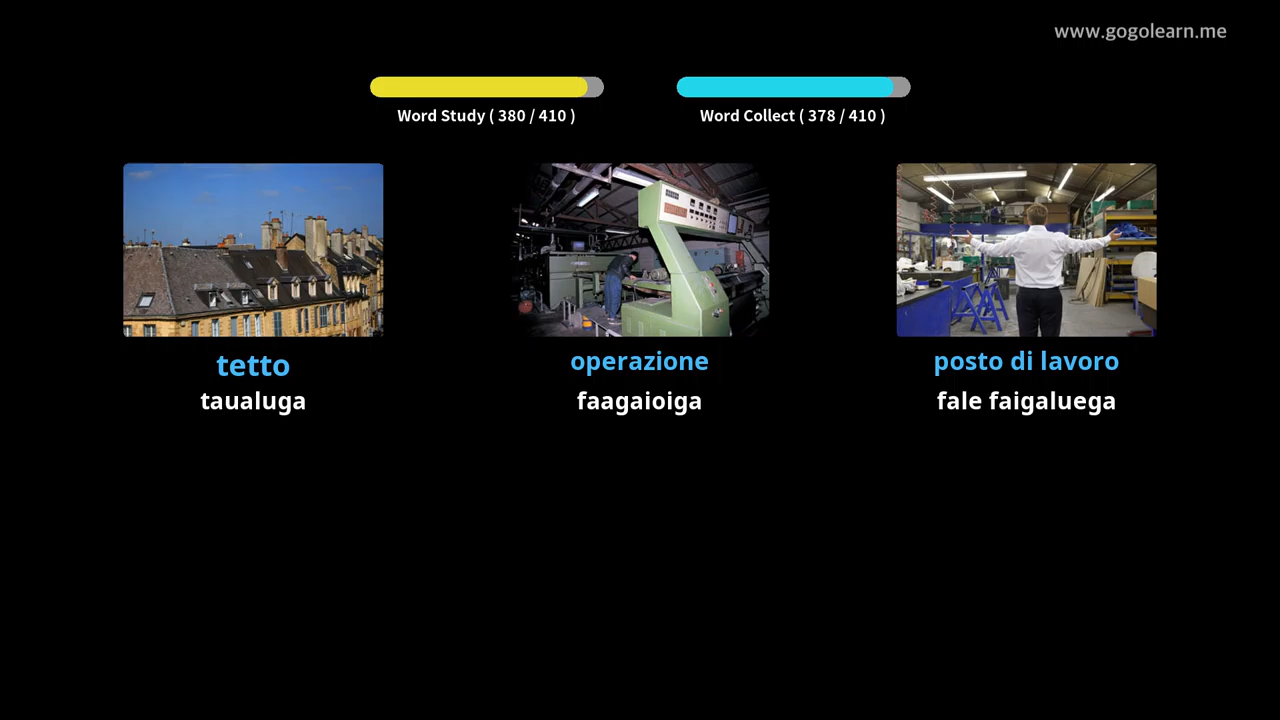 www.gogolearn.me
Word Study ( 380 / 410 )
Word Collect ( 378 / 410 )
tetto
taualuga
operazione
faagaioiga
posto di lavoro
fale faigaluega